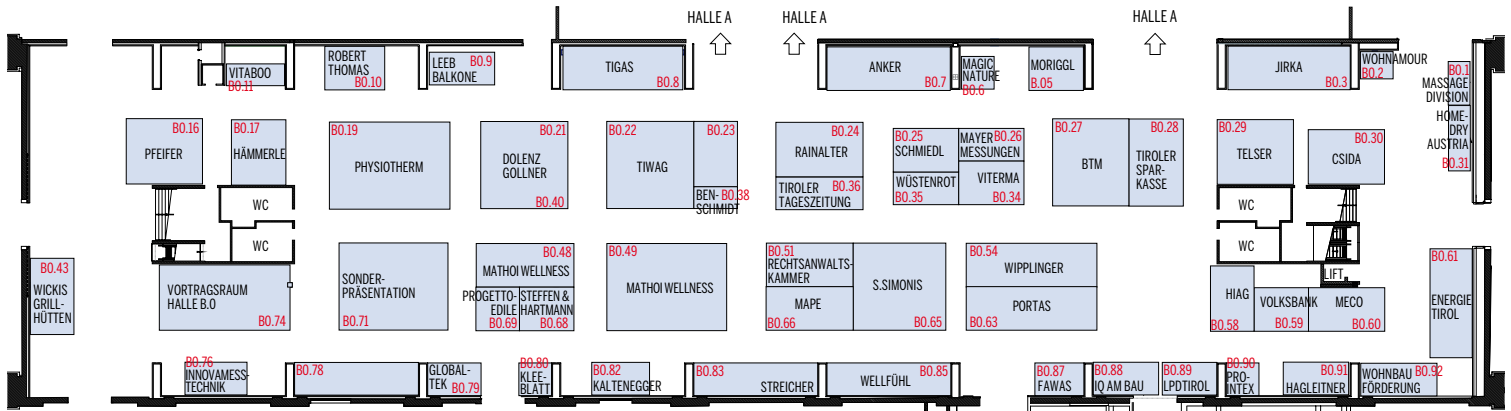 HALLE A
HALLE A
HALLE A
VITABOO
B0.11
ROBERT
THOMAS
B0.10
B0.9
LEEB
BALKONE
TIGAS
B0.8
ANKER
B0.7
MAGIC
NATURE
B0.6
MORIGGL
B.05
JIRKA
B0.3
WOHNAMOUR
B0.2
B0.1
MASSAGE
DIVISION
HOME-
DRY
AUSTRIA
B0.31
B0.16
PFEIFER
B0.17
HÄMMERLE
B0.19
PHYSIOTHERM
B0.21
DOLENZ
GOLLNER
B0.40
B0.22
TIWAG
B0.23
BEN-
SCHMIDT
B0.38
B0.24
RAINALTER
B0.36
TIROLER
TAGESZEITUNG
B0.25
SCHMIEDL
WÜSTENROT
B0.35
B0.26
MAYER
MESSUNGEN
VITERMA
B0.34
B0.27
BTM
B0.28
TIROLER
SPAR-
KASSE
B0.29
TELSER
B0.30
CSIDA
WC
WC
WC
WC
LIFT
B0.43
WICKIS
GRILL-
HÜTTEN
VORTRAGSRAUM
HALLE B.0
B0.74
SONDER-
PRÄSENTATION
B0.71
B0.48
MATHOI WELLNESS
PROGETTO-
EDILE
B0.69
STEFFEN &
HARTMANN
B0.68
B0.49
MATHOI WELLNESS
B0.51
RECHTSANWALTS-
KAMMER
MAPE
B0.66
S.SIMONIS
B0.65
B0.54
WIPPLINGER
PORTAS
B0.63
HIAG
B0.58
VOLKSBANK
B0.59
MECO
B0.60
B0.61
ENERGIE
TIROL
B0.76
INNOVAMESS-
TECHNIK
B0.78
GLOBAL-
TEK
B0.79
B0.80
KLEE-
BLATT
B0.82
KALTENEGGER
B0.83
STREICHER
B0.85
WELLFÜHL
B0.87
FAWAS
B0.88
IQ AM BAU
B0.89
LPDTIROL
B0.90
PRO-
INTEX
B0.91
HAGLEITNER
WOHNBAU
FÖRDERUNG
B0.92